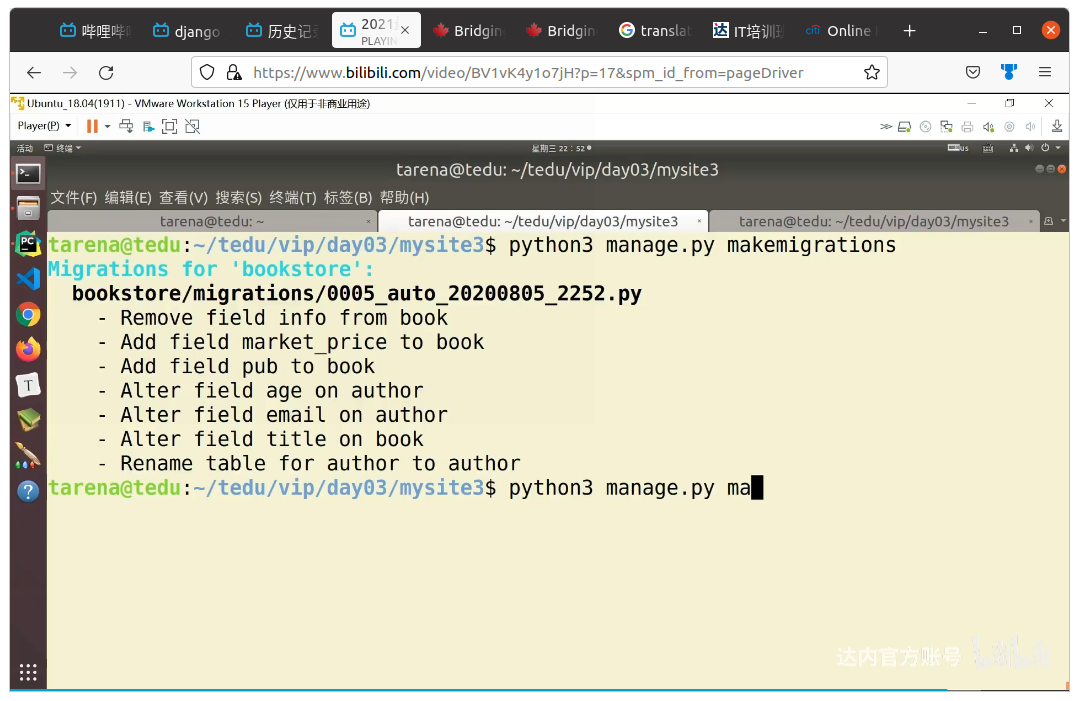 哔哩哔哩
django
历史记录
2021
PLAYIN
Bridgin
Bridgin
translat
IT培训班
citi Online
https://www.bilibili.com/video/BV1vK4y1o7jH?p=17&spm_id_from=pageDriver
Ubuntu_18.04(1911) - VMware Workstation 15 Player (仅用于非商业用途)
Player(P)
活动 终端 星期三 22：52 us
tarena@tedu: ~/tedu/vip/day03/mysite3
文件(F) 编辑(E) 查看(V) 搜索(S) 终端(T) 标签(B) 帮助(H)
tarena@tedu: ~ tarena@tedu: ~/tedu/vip/day03/mysite3 tarena@tedu: ~/tedu/vip/day03/mysite3
tarena@tedu:~/tedu/vip/day03/mysite3$ python3 manage.py makemigrations
Migrations for 'bookstore':
bookstore/migrations/0005_auto_20200805_2252.py
- Remove field info from book
- Add field market_price to book
- Add field pub to book
- Alter field age on author
- Alter field email on author
- Alter field title on book
- Rename table for author to author
tarena@tedu:~/tedu/vip/day03/mysite3$ python3 manage.py ma
达内官方账号